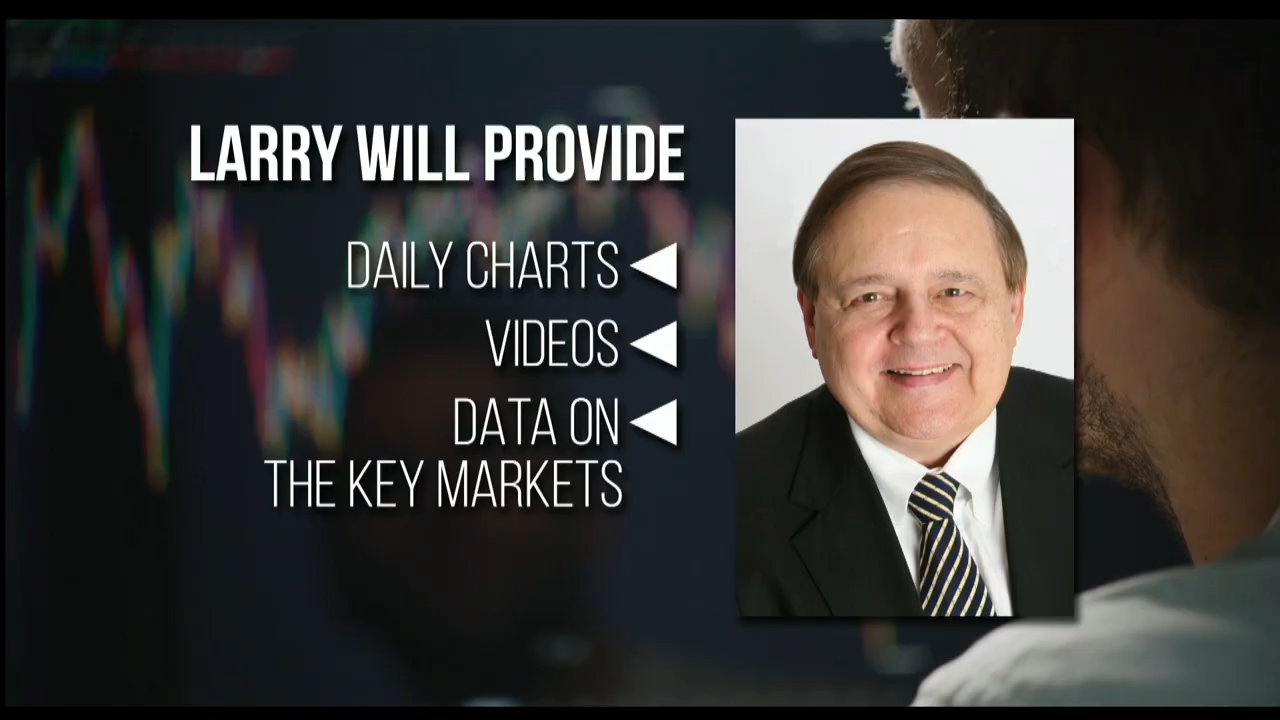 LARRY WILL PROVIDE
DAILY CHARTS
VIDEOS
DATA ON
THE KEY MARKETS